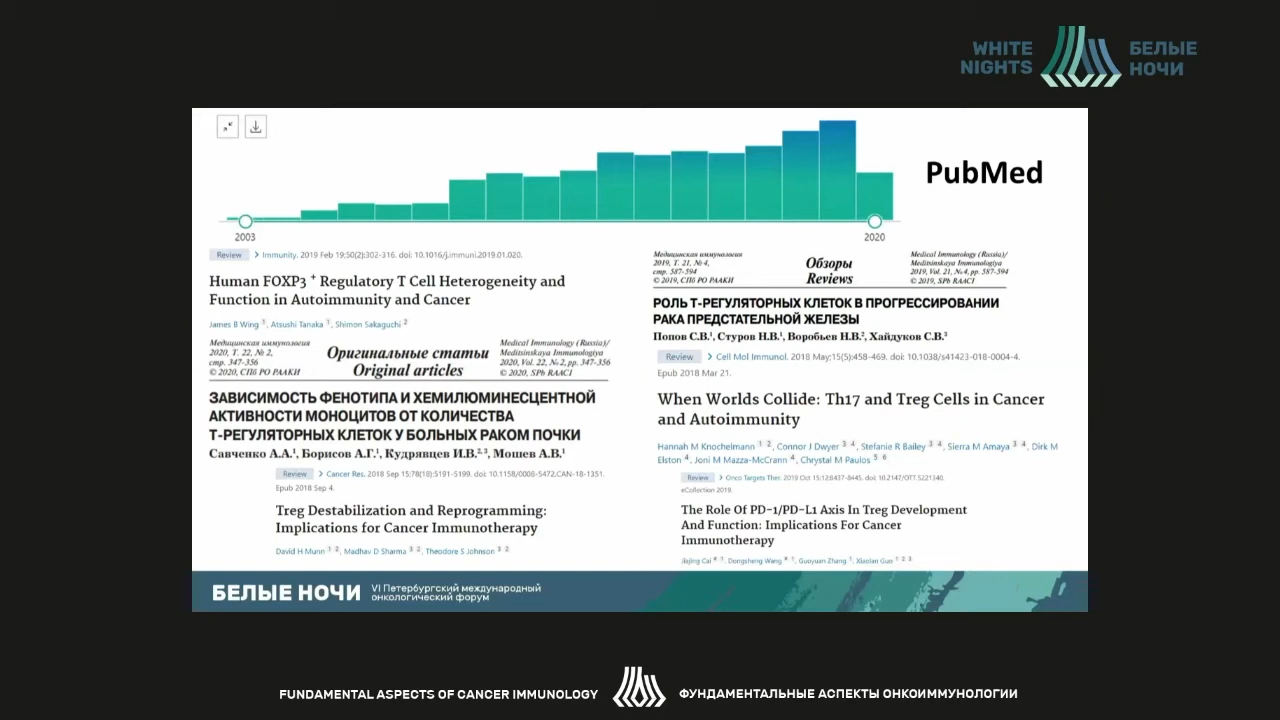 WHITE
NIGHTS
БЕЛЫЕ
НОЧИ
PubMed
2003
2020
Review
Immunity. 2019 Feb 19;50(2):302-316. doi: 10.1016/j.immuni.2019.01.020.
Human FOXP3 + Regulatory T Cell Heterogeneity and
Function in Autoimmunity and Cancer
James B Wing 1, Atsushi Tanaka 1, Shimon Sakaguchi 2
Медицинская иммунология
2020, Т. 22, № 2,
стр. 347-356
© 2020, СПб РО РААКИ
Оригинальные статьи
Original articles
Medical Immunology (Russia)/
Meditsinskaya Immunologiya
2020, Vol. 22, № 2, pp. 347-356
© 2020, SPb RAACI
ЗАВИСИМОСТЬ ФЕНОТИПА И ХЕМИЛЮМИНЕСЦЕНТНОЙ
АКТИВНОСТИ МОНОЦИТОВ ОТ КОЛИЧЕСТВА
Т-РЕГУЛЯТОРНЫХ КЛЕТОК У БОЛЬНЫХ РАКОМ ПОЧКИ
Савченко А.А.1, Борисов А.Г.1, Кудрявцев И.В.2,3, Мошев А.В.1
Review
Cancer Res. 2018 Sep 15;78(18):5191-5199. doi: 10.1158/0008-5472.CAN-18-1351.
Epub 2018 Sep 4.
Treg Destabilization and Reprogramming:
Implications for Cancer Immunotherapy
David H Munn 1 2, Madhav D Sharma 3 2, Theodore S Johnson 3 2
Медицинская иммунология
2019, Т. 21, № 4,
стр. 587-594
© 2019, СПб РО РААКИ
Обзоры
Reviews
Medical Immunology (Russia)/
Meditsinskaya Immunologiya
2019, Vol. 21, № 4, pp. 587-594
© 2019, SPb RAACI
РОЛЬ Т-РЕГУЛЯТОРНЫХ КЛЕТОК В ПРОГРЕССИРОВАНИИ
РАКА ПРЕДСТАТЕЛЬНОЙ ЖЕЛЕЗЫ
Попов С.В.1, Стуров Н.В.1, Воробьев Н.В.2, Хайдуков С.В.3
Review
Cell Mol Immunol. 2018 May;15(5):458-469. doi: 10.1038/s41423-018-0004-4.
Epub 2018 Mar 21.
When Worlds Collide: Th17 and Treg Cells in Cancer
and Autoimmunity
Hannah M Knochelmann 1 2, Connor J Dwyer 3 4, Stefanie R Bailey 3 4, Sierra M Amaya 3 4, Dirk M
Elston 4, Joni M Mazza-McCrann 4, Chrystal M Paulos 5 6
Review
Onco Targets Ther. 2019 Oct 15;12:8437-8445. doi: 10.2147/OTT.S221340.
eCollection 2019.
The Role Of PD-1/PD-L1 Axis In Treg Development
And Function: Implications For Cancer
Immunotherapy
Jiajing Cai # 1, Dongsheng Wang # 1, Guoyuan Zhang 1, Xiaolan Guo 1 2 3
БЕЛЫЕ НОЧИ
VI Петербургский международный
онкологический форум
FUNDAMENTAL ASPECTS OF CANCER IMMUNOLOGY
ФУНДАМЕНТАЛЬНЫЕ АСПЕКТЫ ОНКОИММУНОЛОГИИ